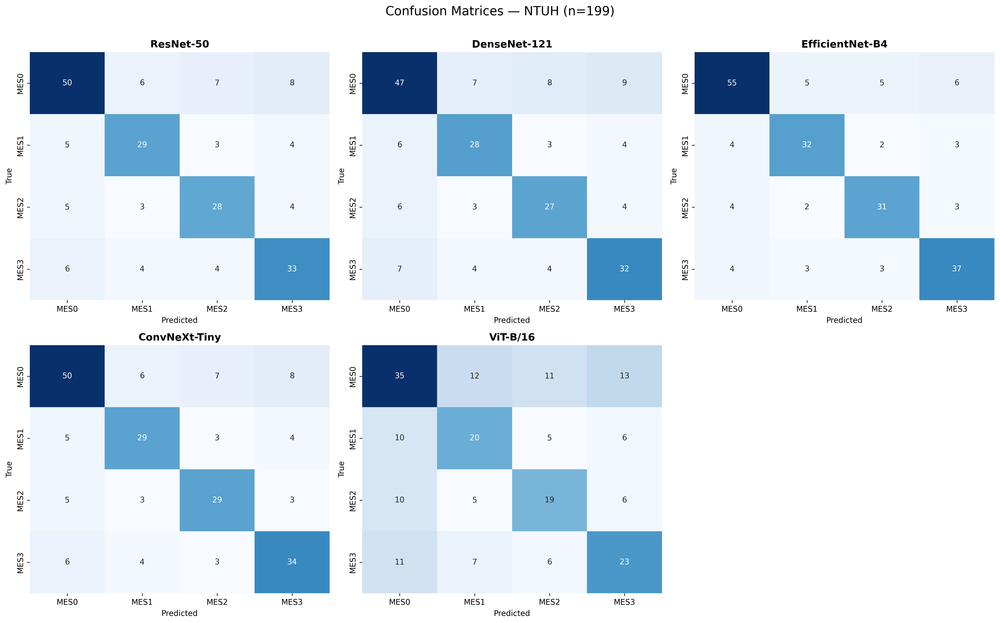 Confusion Matrices — NTUH (n=199)
ResNet-50
MES0 50 6 7 8
MES1 5 29 3 4
MES2 5 3 28 4
MES3 6 4 4 33
True
MES0 MES1 MES2 MES3
Predicted
DenseNet-121
MES0 47 7 8 9
MES1 6 28 3 4
MES2 6 3 27 4
MES3 7 4 4 32
True
MES0 MES1 MES2 MES3
Predicted
EfficientNet-B4
MES0 55 5 5 6
MES1 4 32 2 3
MES2 4 2 31 3
MES3 4 3 3 37
True
MES0 MES1 MES2 MES3
Predicted
ConvNeXt-Tiny
MES0 50 6 7 8
MES1 5 29 3 4
MES2 5 3 29 3
MES3 6 4 3 34
True
MES0 MES1 MES2 MES3
Predicted
ViT-B/16
MES0 35 12 11 13
MES1 10 20 5 6
MES2 10 5 19 6
MES3 11 7 6 23
True
MES0 MES1 MES2 MES3
Predicted